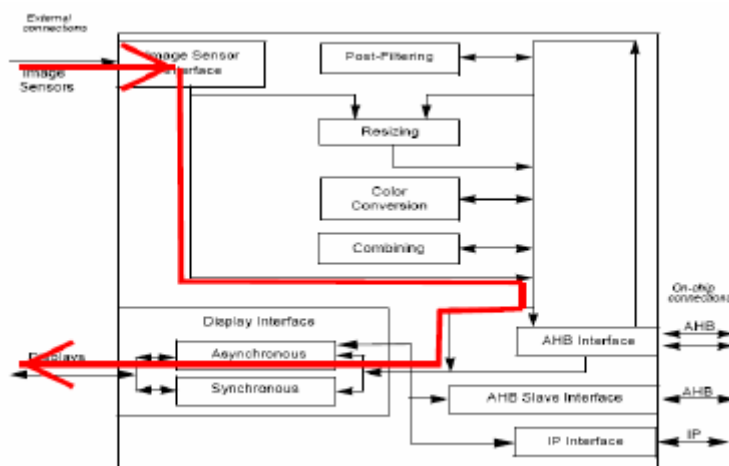 External
connections
Image Sensor
Interface
Image
Sensors
Post-Filtering
Resizing
Color
Conversion
Combining
On-chip
connections
Display Interface
AHB
AHB Interface
Displays
Asynchronous
Synchronous
AHB Slave Interface
AHB
IP Interface
IP